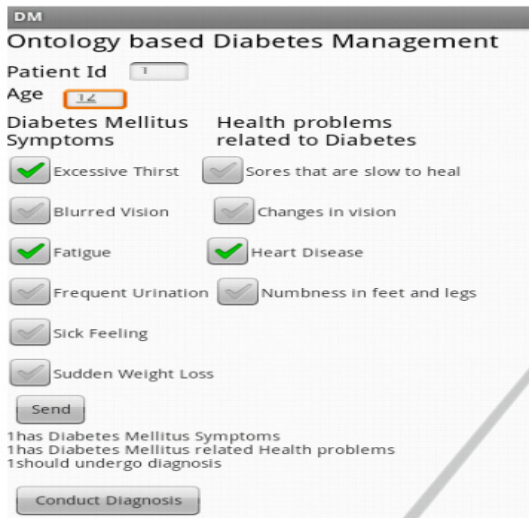 DM
Ontology based Diabetes Management
Patient Id 1
Age 12
Diabetes Mellitus Symptoms
Health problems related to Diabetes
Excessive Thirst
Sores that are slow to heal
Blurred Vision
Changes in vision
Fatigue
Heart Disease
Frequent Urination
Numbness in feet and legs
Sick Feeling
Sudden Weight Loss
Send
1has Diabetes Mellitus Symptoms
1has Diabetes Mellitus related Health problems
1should undergo diagnosis
Conduct Diagnosis